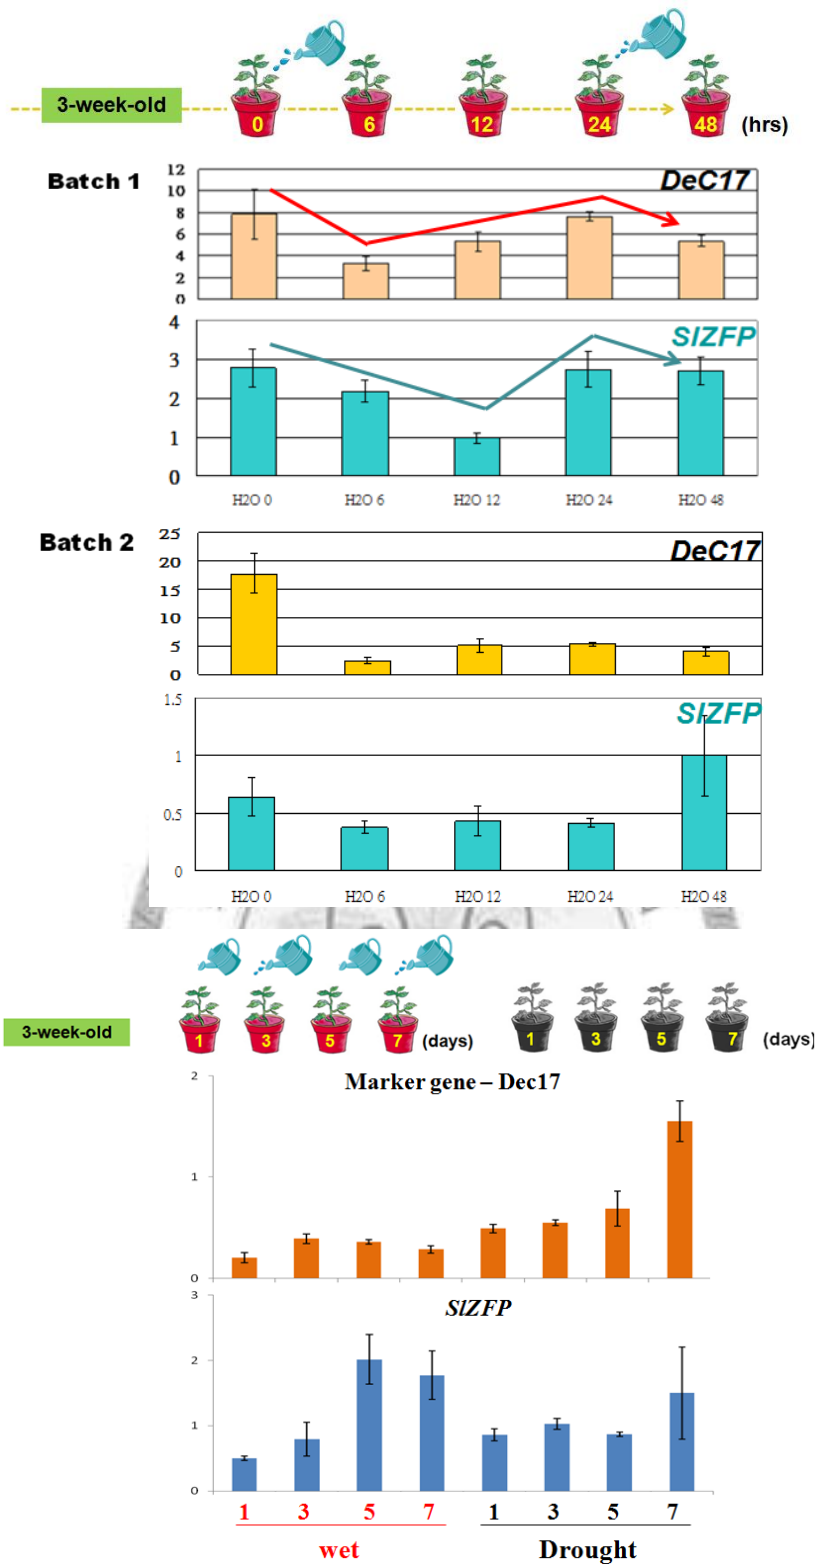 3-week-old
0 6 12 24 48 (hrs)
Batch 1
DeC17
12
10
8
6
4
2
0
SlZFP
4
3
2
1
0
H2O 0 H2O 6 H2O 12 H2O 24 H2O 48
Batch 2
DeC17
25
20
15
10
5
0
SlZFP
1.5
1
0.5
0
H2O 0 H2O 6 H2O 12 H2O 24 H2O 48
3-week-old
1 3 5 7 (days) 1 3 5 7 (days)
Marker gene – Dec17
2
1
0
SlZFP
3
2
1
0
1 3 5 7 1 3 5 7
wet Drought